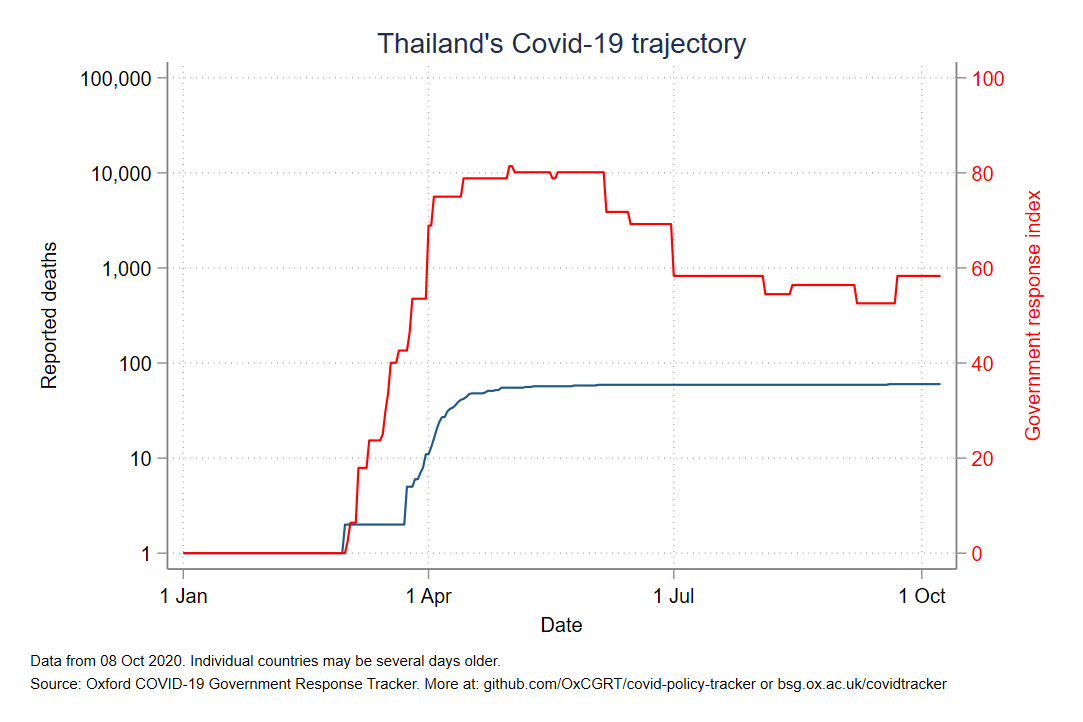 Thailand's Covid-19 trajectory
100,000
10,000
1,000
100
10
1
Reported deaths
100
80
60
40
20
0
Government response index
1 Jan
1 Apr
1 Jul
1 Oct
Date
Data from 08 Oct 2020. Individual countries may be several days older.
Source: Oxford COVID-19 Government Response Tracker. More at: github.com/OxCGRT/covid-policy-tracker or bsg.ox.ac.uk/covidtracker